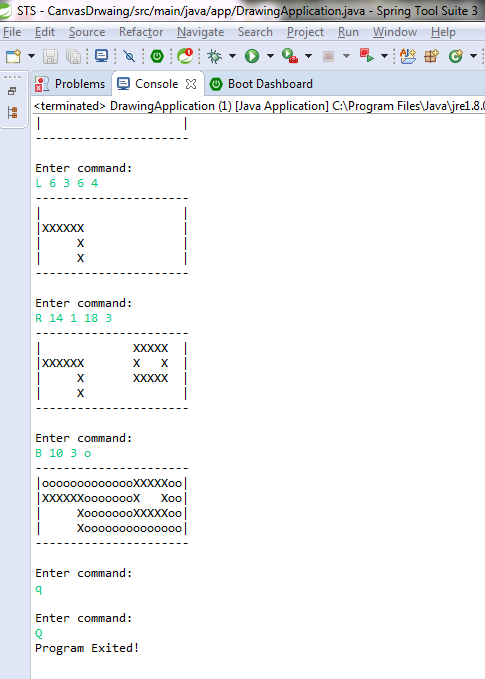 STS - CanvasDrwaing/src/main/java/app/DrawingApplication.java - Spring Tool Suite 3
File Edit Source Refactor Navigate Search Project Run Window Help
Problems Console Boot Dashboard
<terminated> DrawingApplication (1) [Java Application] C:\Program Files\Java\jre1.8.0
|                    |
----------------------

Enter command:
L 6 3 6 4
----------------------
|                    |
|XXXXXX              |
|     X              |
|     X              |
----------------------

Enter command:
R 14 1 18 3
----------------------
|             XXXXX  |
|XXXXXX       X   X  |
|     X       XXXXX  |
|     X              |
----------------------

Enter command:
B 10 3 o
----------------------
|oooooooooooooXXXXXoo|
|XXXXXXoooooooX   Xoo|
|     XoooooooXXXXXoo|
|     Xoooooooooooooo|
----------------------

Enter command:
q

Enter command:
Q
Program Exited!